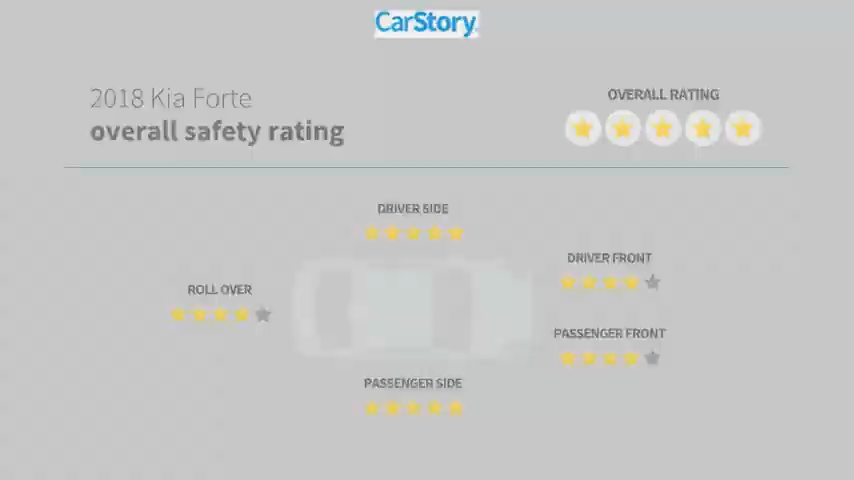 CarStory
2018 Kia Forte
overall safety rating
OVERALL RATING
DRIVER SIDE
DRIVER FRONT
ROLL OVER
PASSENGER FRONT
PASSENGER SIDE